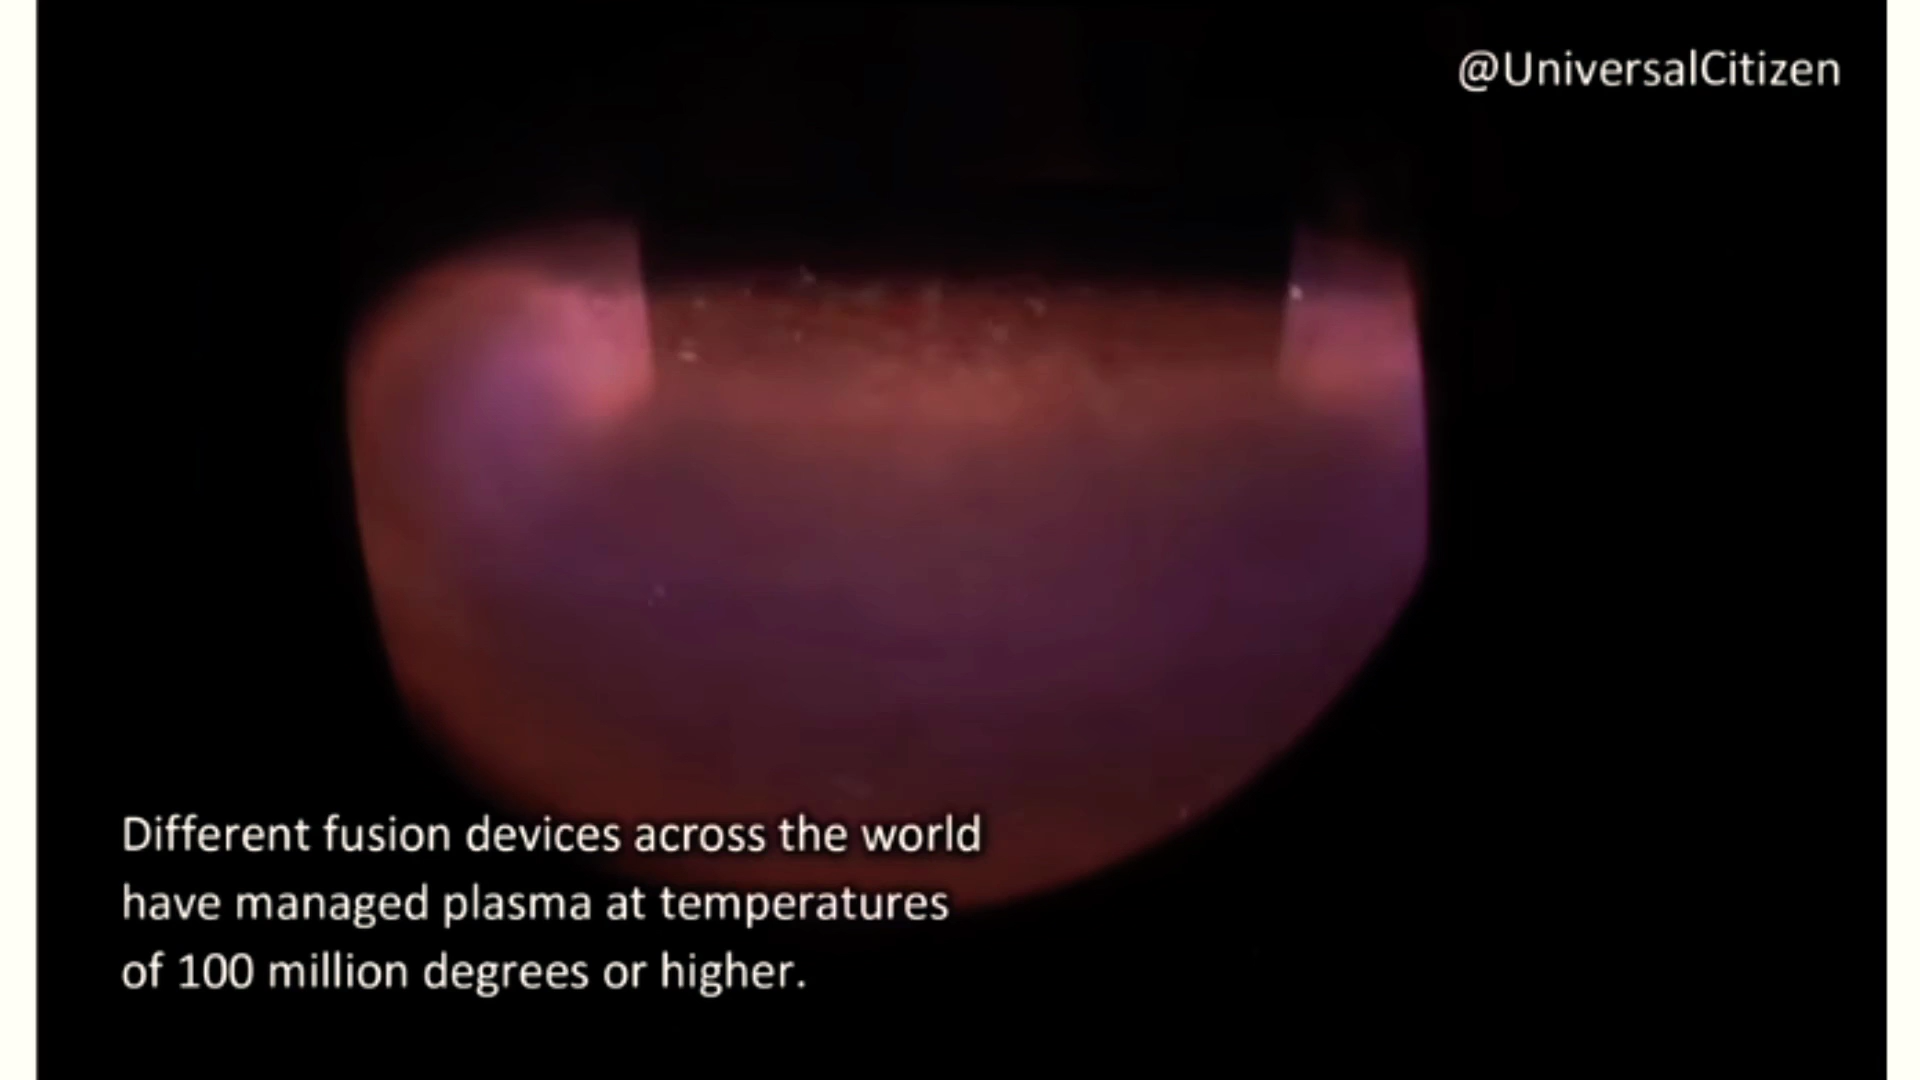 @UniversalCitizen
Different fusion devices across the world
have managed plasma at temperatures
of 100 million degrees or higher.